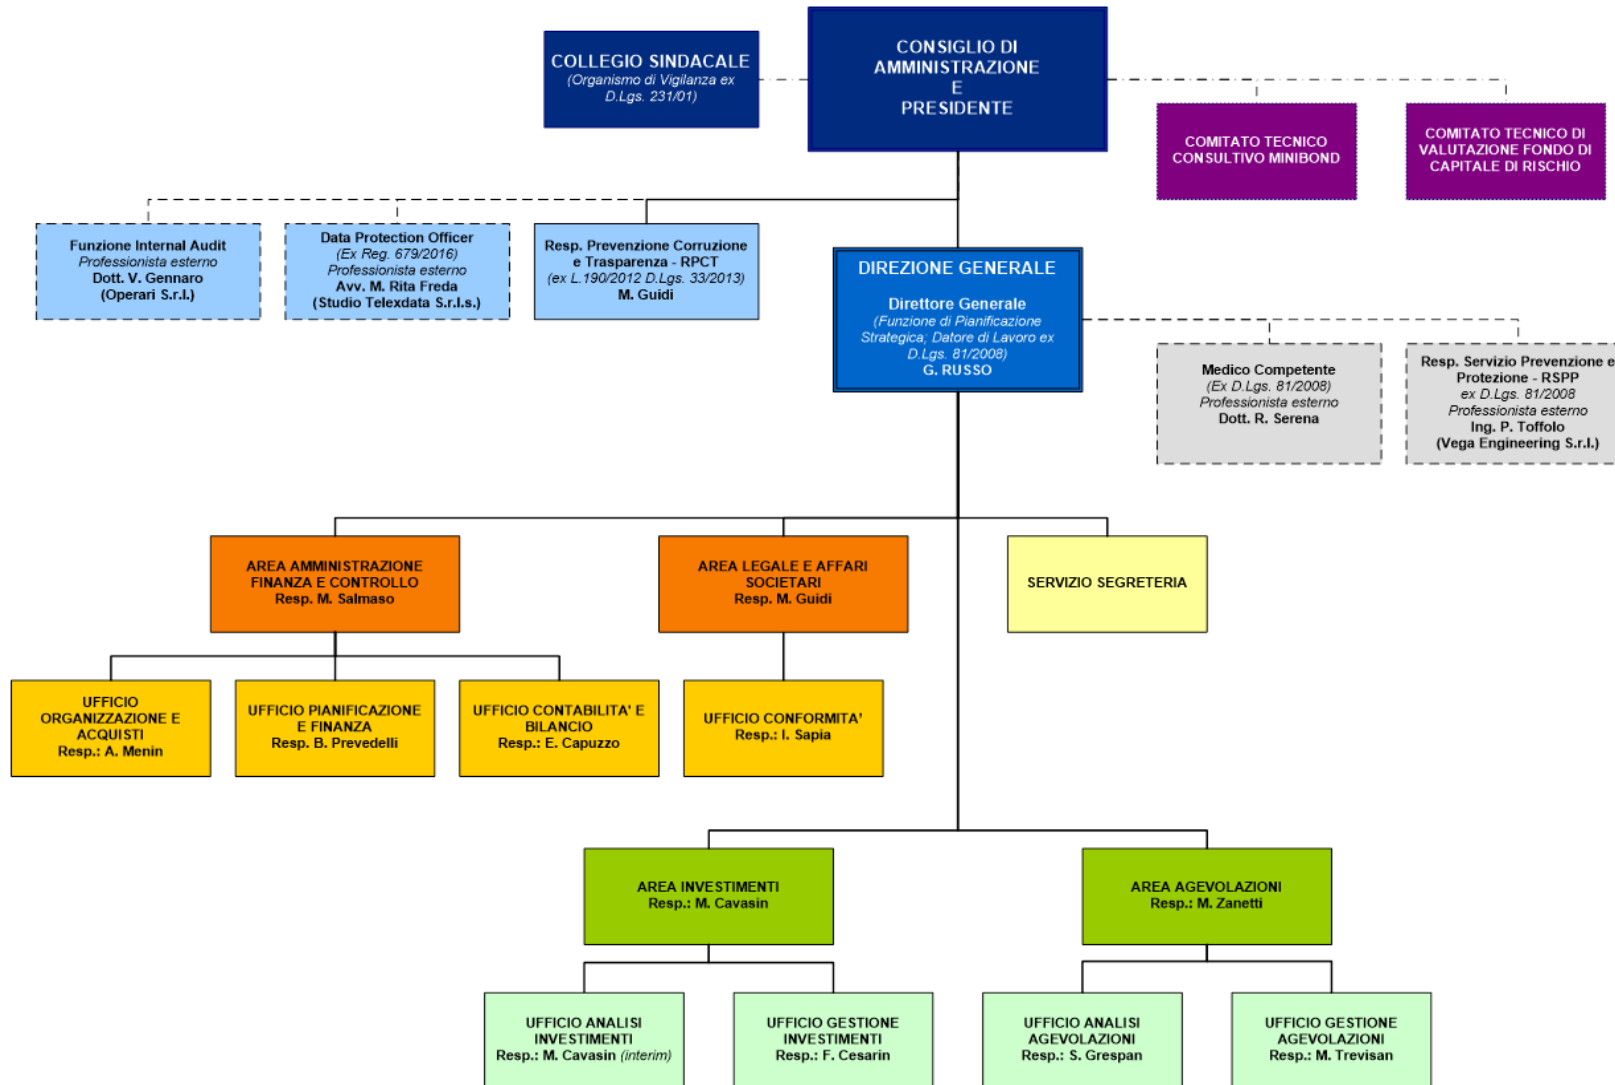 COLLEGIO SINDACALE
(Organismo di Vigilanza ex
D.Lgs. 231/01)
CONSIGLIO DI
AMMINISTRAZIONE
E
PRESIDENTE
COMITATO TECNICO
CONSULTIVO MINIBOND
COMITATO TECNICO DI
VALUTAZIONE FONDO DI
CAPITALE DI RISCHIO
Funzione Internal Audit
Professionista esterno
Dott. V. Gennaro
(Operari S.r.l.)
Data Protection Officer
(Ex Reg. 679/2016)
Professionista esterno
Avv. M. Rita Freda
(Studio Telexdata S.r.l.s.)
Resp. Prevenzione Corruzione
e Trasparenza - RPCT
(ex L.190/2012 D.Lgs. 33/2013)
M. Guidi
DIREZIONE GENERALE
Direttore Generale
(Funzione di Pianificazione
Strategica; Datore di Lavoro ex
D.Lgs. 81/2008)
G. RUSSO
Medico Competente
(Ex D.Lgs. 81/2008)
Professionista esterno
Dott. R. Serena
Resp. Servizio Prevenzione e
Protezione - RSPP
ex D.Lgs. 81/2008
Professionista esterno
Ing. P. Toffolo
(Vega Engineering S.r.l.)
AREA AMMINISTRAZIONE
FINANZA E CONTROLLO
Resp. M. Salmaso
AREA LEGALE E AFFARI
SOCIETARI
Resp. M. Guidi
SERVIZIO SEGRETERIA
UFFICIO
ORGANIZZAZIONE E
ACQUISTI
Resp.: A. Menin
UFFICIO PIANIFICAZIONE
E FINANZA
Resp. B. Prevedelli
UFFICIO CONTABILITA' E
BILANCIO
Resp.: E. Capuzzo
UFFICIO CONFORMITA'
Resp.: I. Sapia
AREA INVESTIMENTI
Resp.: M. Cavasin
AREA AGEVOLAZIONI
Resp.: M. Zanetti
UFFICIO ANALISI
INVESTIMENTI
Resp.: M. Cavasin (interim)
UFFICIO GESTIONE
INVESTIMENTI
Resp.: F. Cesarin
UFFICIO ANALISI
AGEVOLAZIONI
Resp.: S. Grespan
UFFICIO GESTIONE
AGEVOLAZIONI
Resp.: M. Trevisan